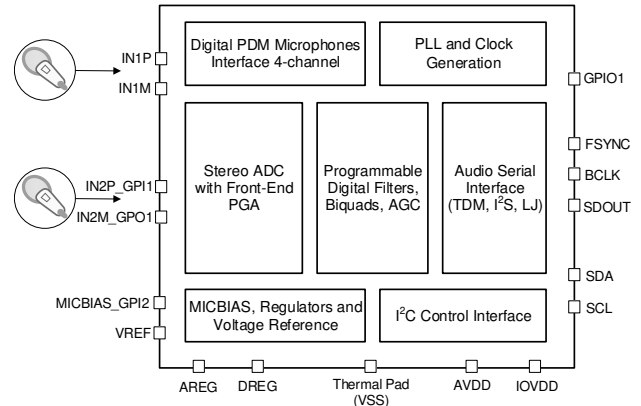 Digital PDM Microphones
Interface 4-channel
PLL and Clock
Generation
IN1P
IN1M
GPIO1
Stereo ADC
with Front-End
PGA
Programmable
Digital Filters,
Biquads, AGC
Audio Serial
Interface
(TDM, I²S, LJ)
FSYNC
BCLK
SDOUT
IN2P_GPI1
IN2M_GPO1
SDA
SCL
MICBIAS_GPI2
VREF
MICBIAS, Regulators and
Voltage Reference
I²C Control Interface
AREG
DREG
Thermal Pad
(VSS)
AVDD
IOVDD